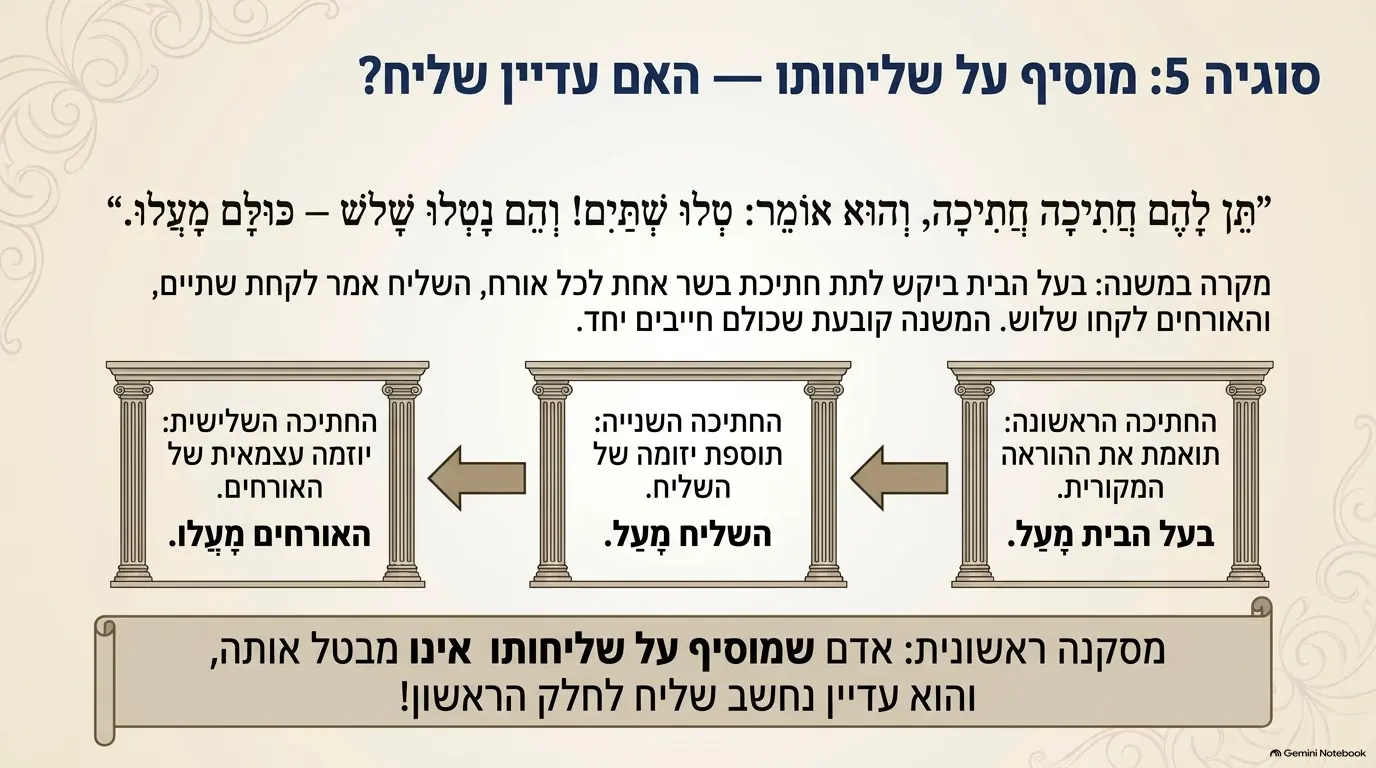 סוגיה 5: מוסיף על שליחותו — האם עדיין שליח?
”תֵּן לָהֶם חֲתִיכָה חֲתִיכָה, וְהוּא אוֹמֵר: טְלוּ שְׁתַּיִם! וְהֵם נָטְלוּ שָׁלֹשׁ – כּוּלָּם מָעֲלוּ.“
מקרה במשנה: בעל הבית ביקש לתת חתיכת בשר אחת לכל אורח, השליח אמר לקחת שתיים,
והאורחים לקחו שלוש. המשנה קובעת שכולם חייבים יחד.
החתיכה הראשונה:
תואמת את ההוראה
המקורית.
בעל הבית מָעַל.
החתיכה השנייה:
תוספת יזומה של
השליח.
השליח מָעַל.
החתיכה השלישית:
יוזמה עצמאית של
האורחים.
האורחים מָעֲלו.
מסקנה ראשונית: אדם שמוסיף על שליחותו אינו מבטל אותה,
והוא עדיין נחשב שליח לחלק הראשון!
Gemini Notebook